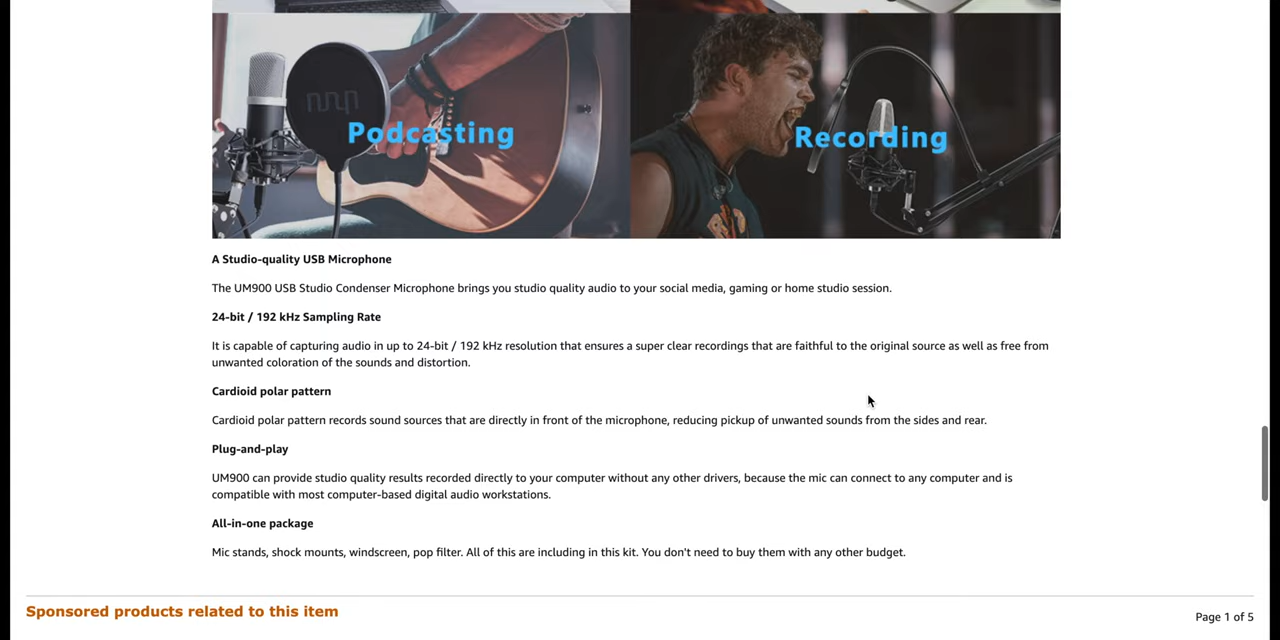 Podcasting
Recording
A Studio-quality USB Microphone
The UM900 USB Studio Condenser Microphone brings you studio quality audio to your social media, gaming or home studio session.
24-bit / 192 kHz Sampling Rate
It is capable of capturing audio in up to 24-bit / 192 kHz resolution that ensures a super clear recordings that are faithful to the original source as well as free from
unwanted coloration of the sounds and distortion.
Cardioid polar pattern
Cardioid polar pattern records sound sources that are directly in front of the microphone, reducing pickup of unwanted sounds from the sides and rear.
Plug-and-play
UM900 can provide studio quality results recorded directly to your computer without any other drivers, because the mic can connect to any computer and is
compatible with most computer-based digital audio workstations.
All-in-one package
Mic stands, shock mounts, windscreen, pop filter. All of this are including in this kit. You don't need to buy them with any other budget.
Sponsored products related to this item
Page 1 of 5